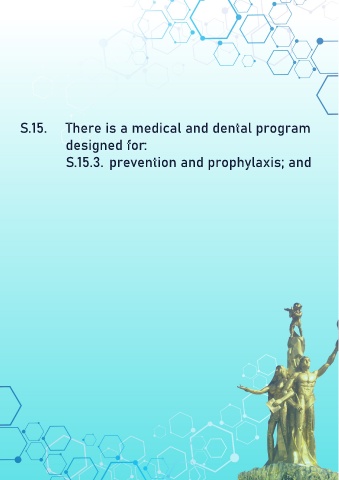 S.15. There is a medical and dental program
designed for:
S.15.3. prevention and prophylaxis; and